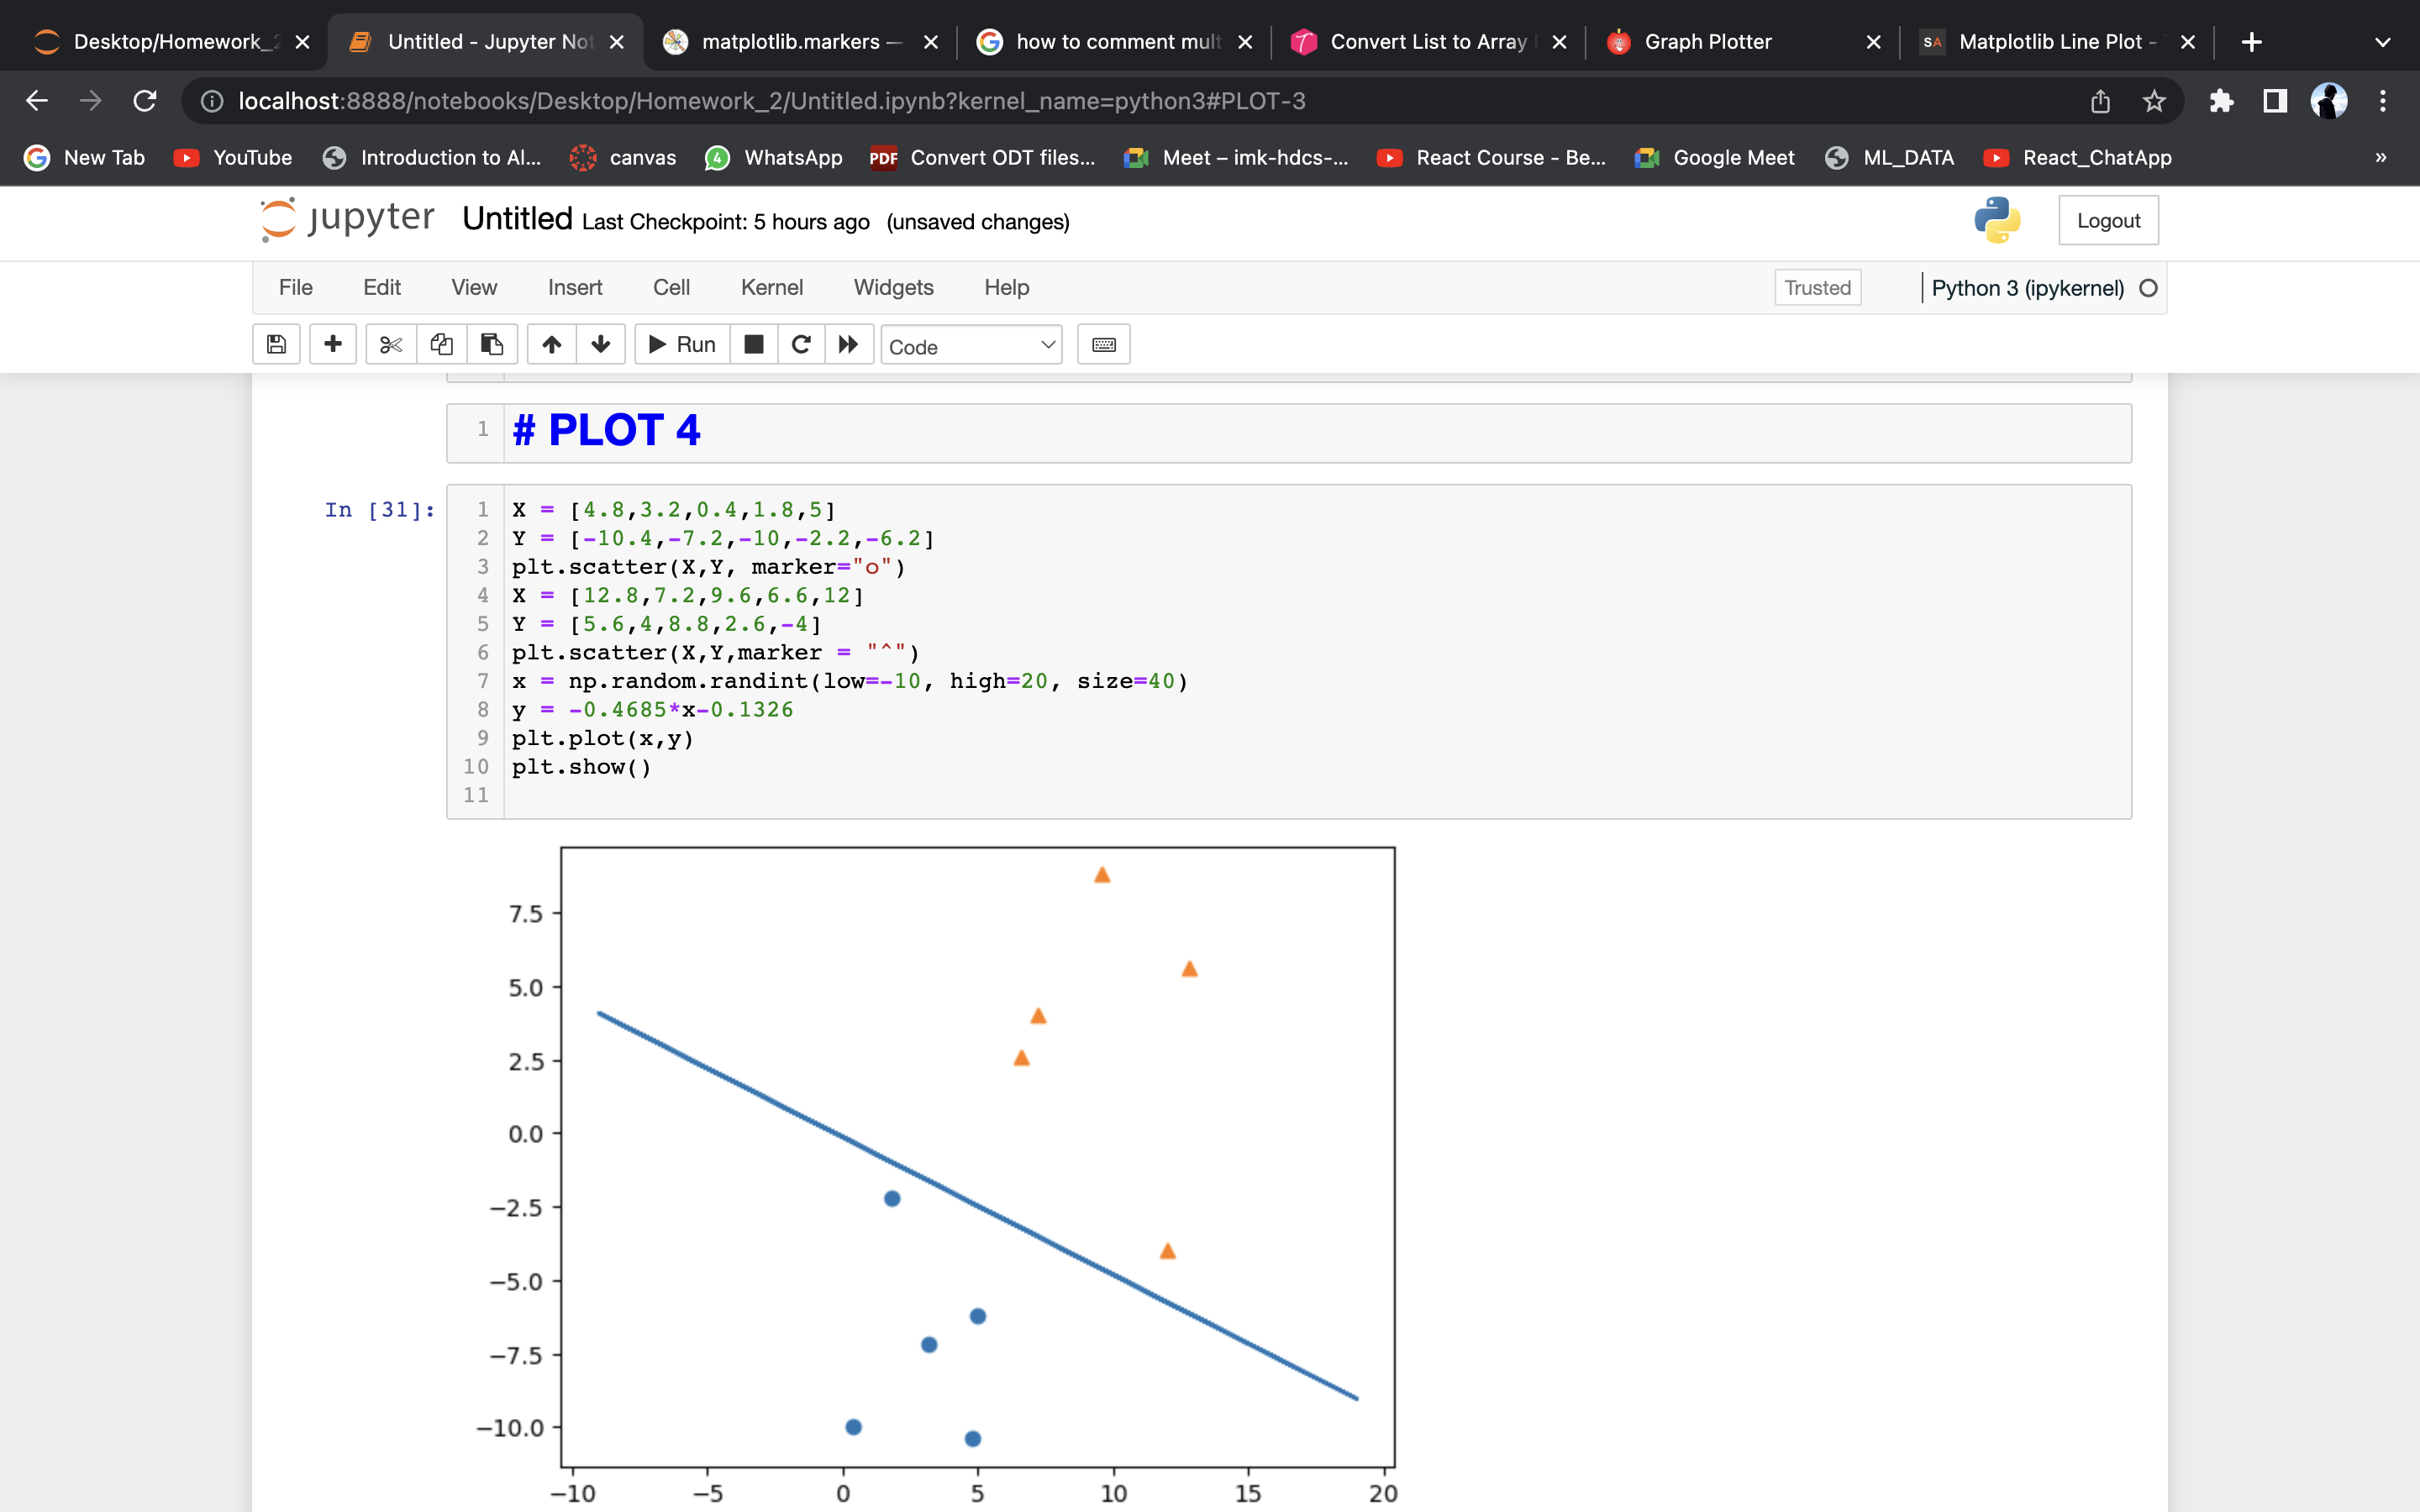 Desktop/Homework_2
Untitled - Jupyter Not
matplotlib.markers —
how to comment mult
Convert List to Array
Graph Plotter
SA Matplotlib Line Plot -
localhost:8888/notebooks/Desktop/Homework_2/Untitled.ipynb?kernel_name=python3#PLOT-3
New Tab
YouTube
Introduction to Al...
canvas
4 WhatsApp
PDF Convert ODT files...
Meet – imk-hdcs-...
React Course - Be...
Google Meet
ML_DATA
React_ChatApp
»
jupyter Untitled Last Checkpoint: 5 hours ago (unsaved changes)
Logout
File Edit View Insert Cell Kernel Widgets Help
Trusted
Python 3 (ipykernel)
Run
Code
1 # PLOT 4
In [31]:
1 X = [4.8,3.2,0.4,1.8,5]
2 Y = [-10.4,-7.2,-10,-2.2,-6.2]
3 plt.scatter(X,Y, marker="o")
4 X = [12.8,7.2,9.6,6.6,12]
5 Y = [5.6,4,8.8,2.6,-4]
6 plt.scatter(X,Y,marker = "^")
7 x = np.random.randint(low=-10, high=20, size=40)
8 y = -0.4685*x-0.1326
9 plt.plot(x,y)
10 plt.show()
11
7.5
5.0
2.5
0.0
−2.5
−5.0
−7.5
−10.0
−10 −5 0 5 10 15 20